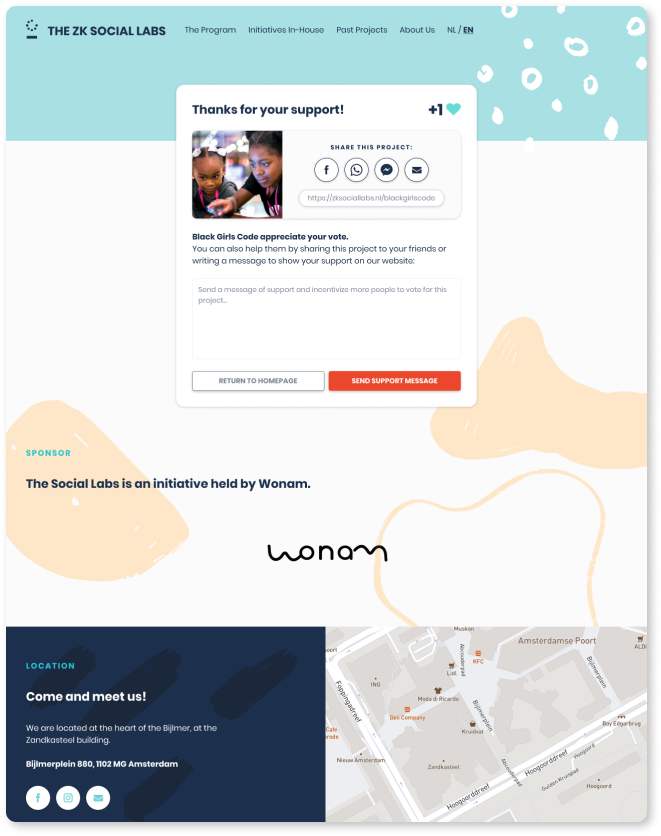 THE ZK SOCIAL LABS
The Program
Initiatives In-House
Past Projects
About Us
NL / EN
Thanks for your support!
+1
SHARE THIS PROJECT:
https://zksociallabs.nl/blackgirlscode
Black Girls Code appreciate your vote.
You can also help them by sharing this project to your friends or
writing a message to show your support on our website:
Send a message of support and incentivize more people to vote for this
project...
RETURN TO HOMEPAGE
SEND SUPPORT MESSAGE
SPONSOR
The Social Labs is an initiative held by Wonam.
wonam
LOCATION
Come and meet us!
We are located at the heart of the Bijlmer, at the
Zandkasteel building.
Bijlmerplein 880, 1102 MG Amsterdam
Musken
Amsterdamse Poort
ALDI
oort
KFC
Lidl
Bijlmerplein
ING
Moda di Ricardo
Foppingadreef
Deli Company
Bijlmerplein
Bay Edgarbrug
Cafe
Kruidvat
Nieuw Amsterdam
Zandkasteel
Hoogoorddreef
Hoogoord
Gulden Kruispad
Hoogoord
Hoogoorddreef